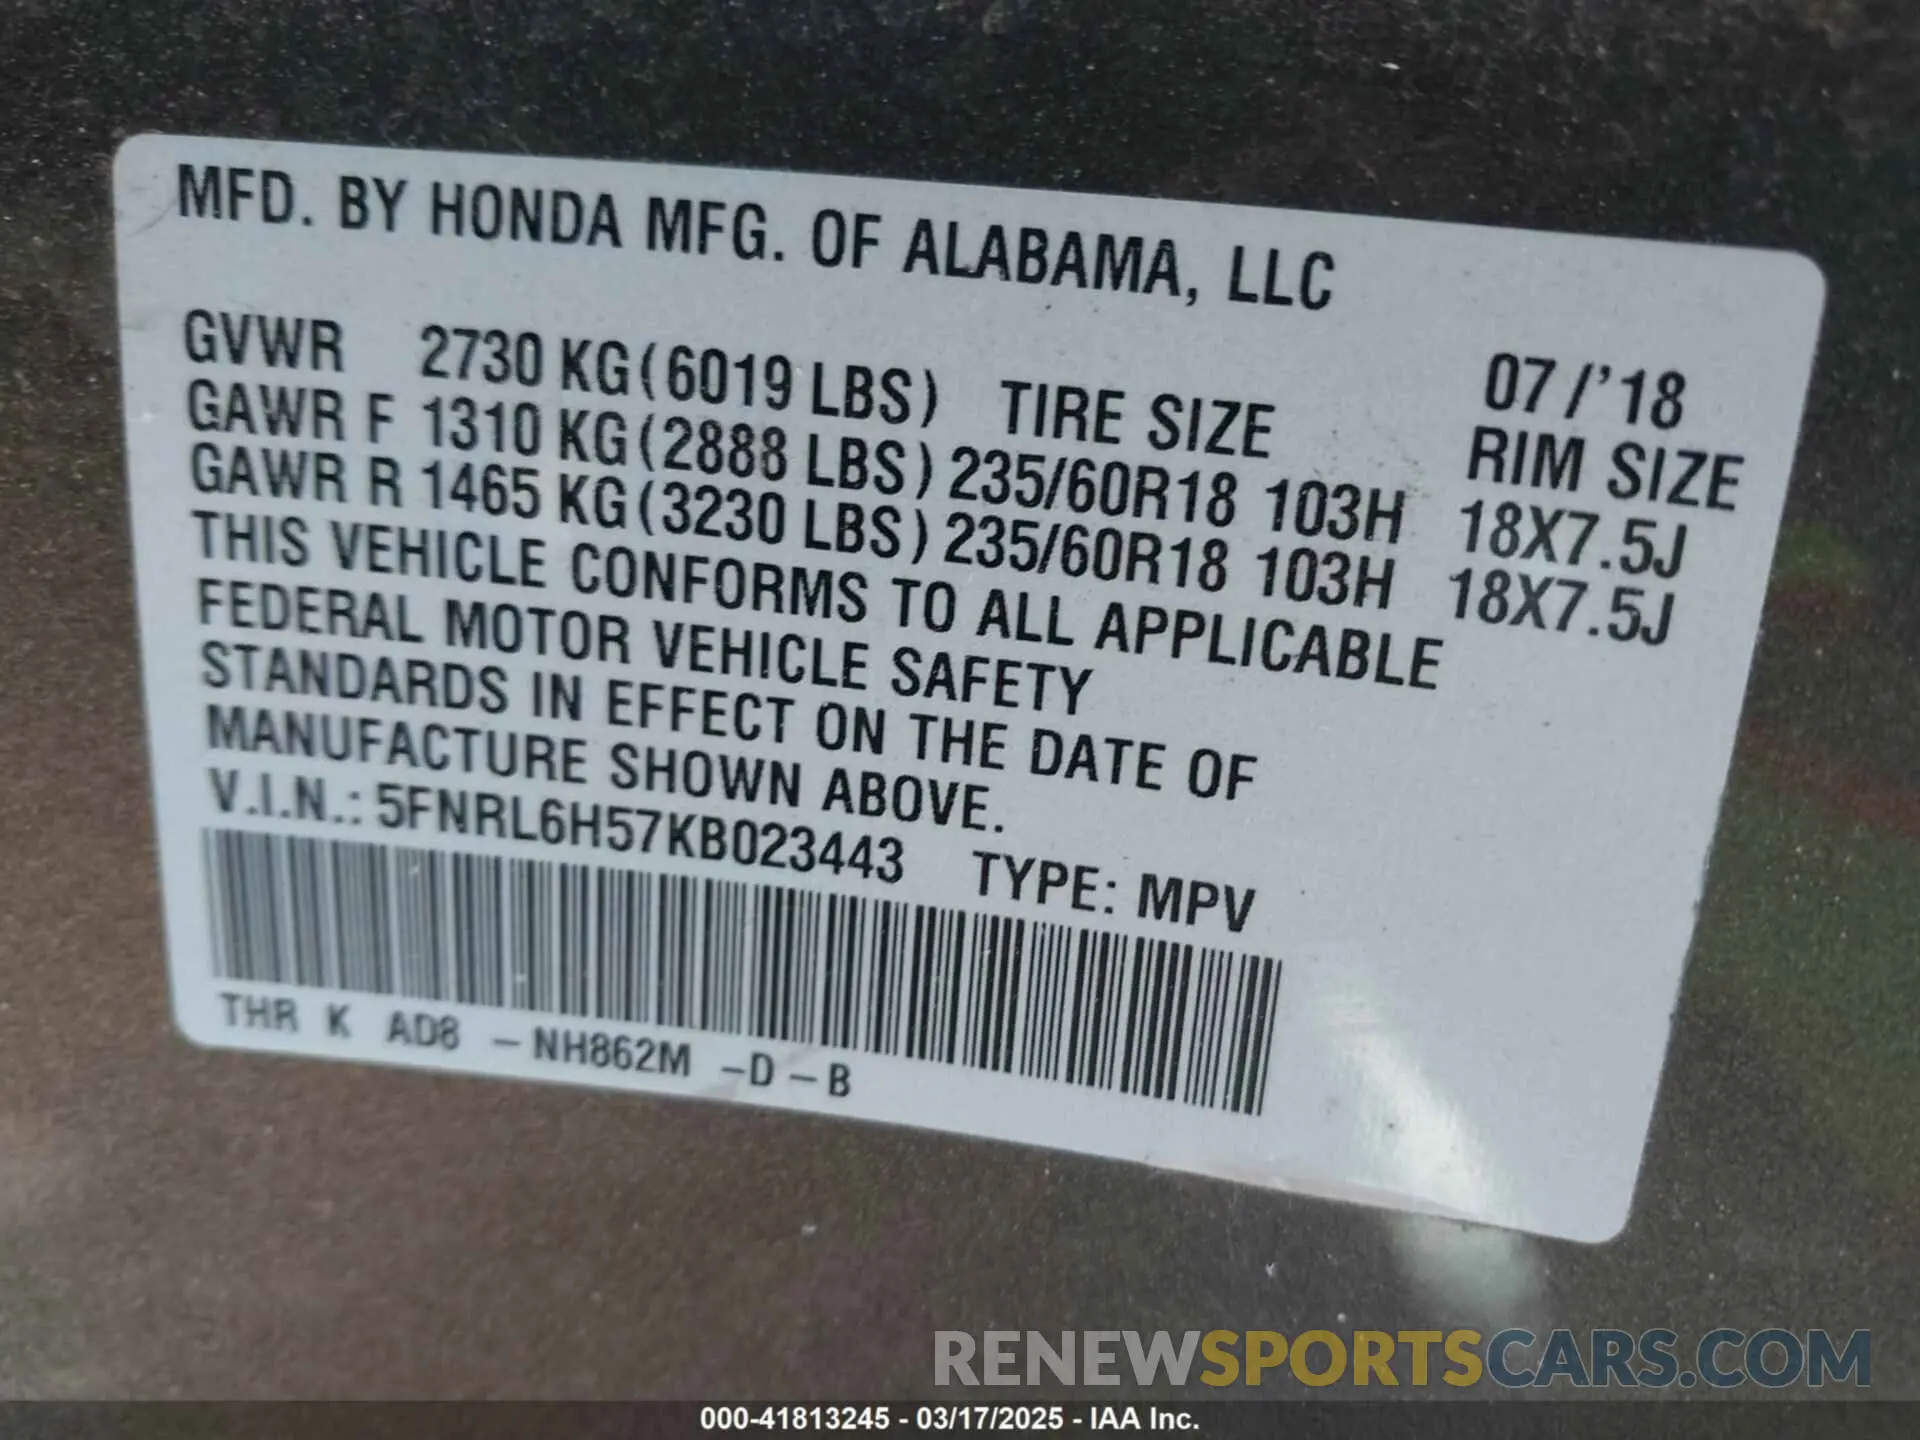 MFD. BY HONDA MFG. OF ALABAMA, LLC
07/'18
GVWR 2730 KG(6019 LBS) TIRE SIZE RIM SIZE
GAWR F 1310 KG(2888 LBS) 235/60R18 103H 18X7.5J
GAWR R 1465 KG(3230 LBS) 235/60R18 103H 18X7.5J
THIS VEHICLE CONFORMS TO ALL APPLICABLE
FEDERAL MOTOR VEHICLE SAFETY
STANDARDS IN EFFECT ON THE DATE OF
MANUFACTURE SHOWN ABOVE.
V.I.N.: 5FNRL6H57KB023443 TYPE: MPV
THR K AD8 -NH862M -D-B
RENEWSPORTSCARS.COM
000-41813245 - 03/17/2025 - IAA Inc.